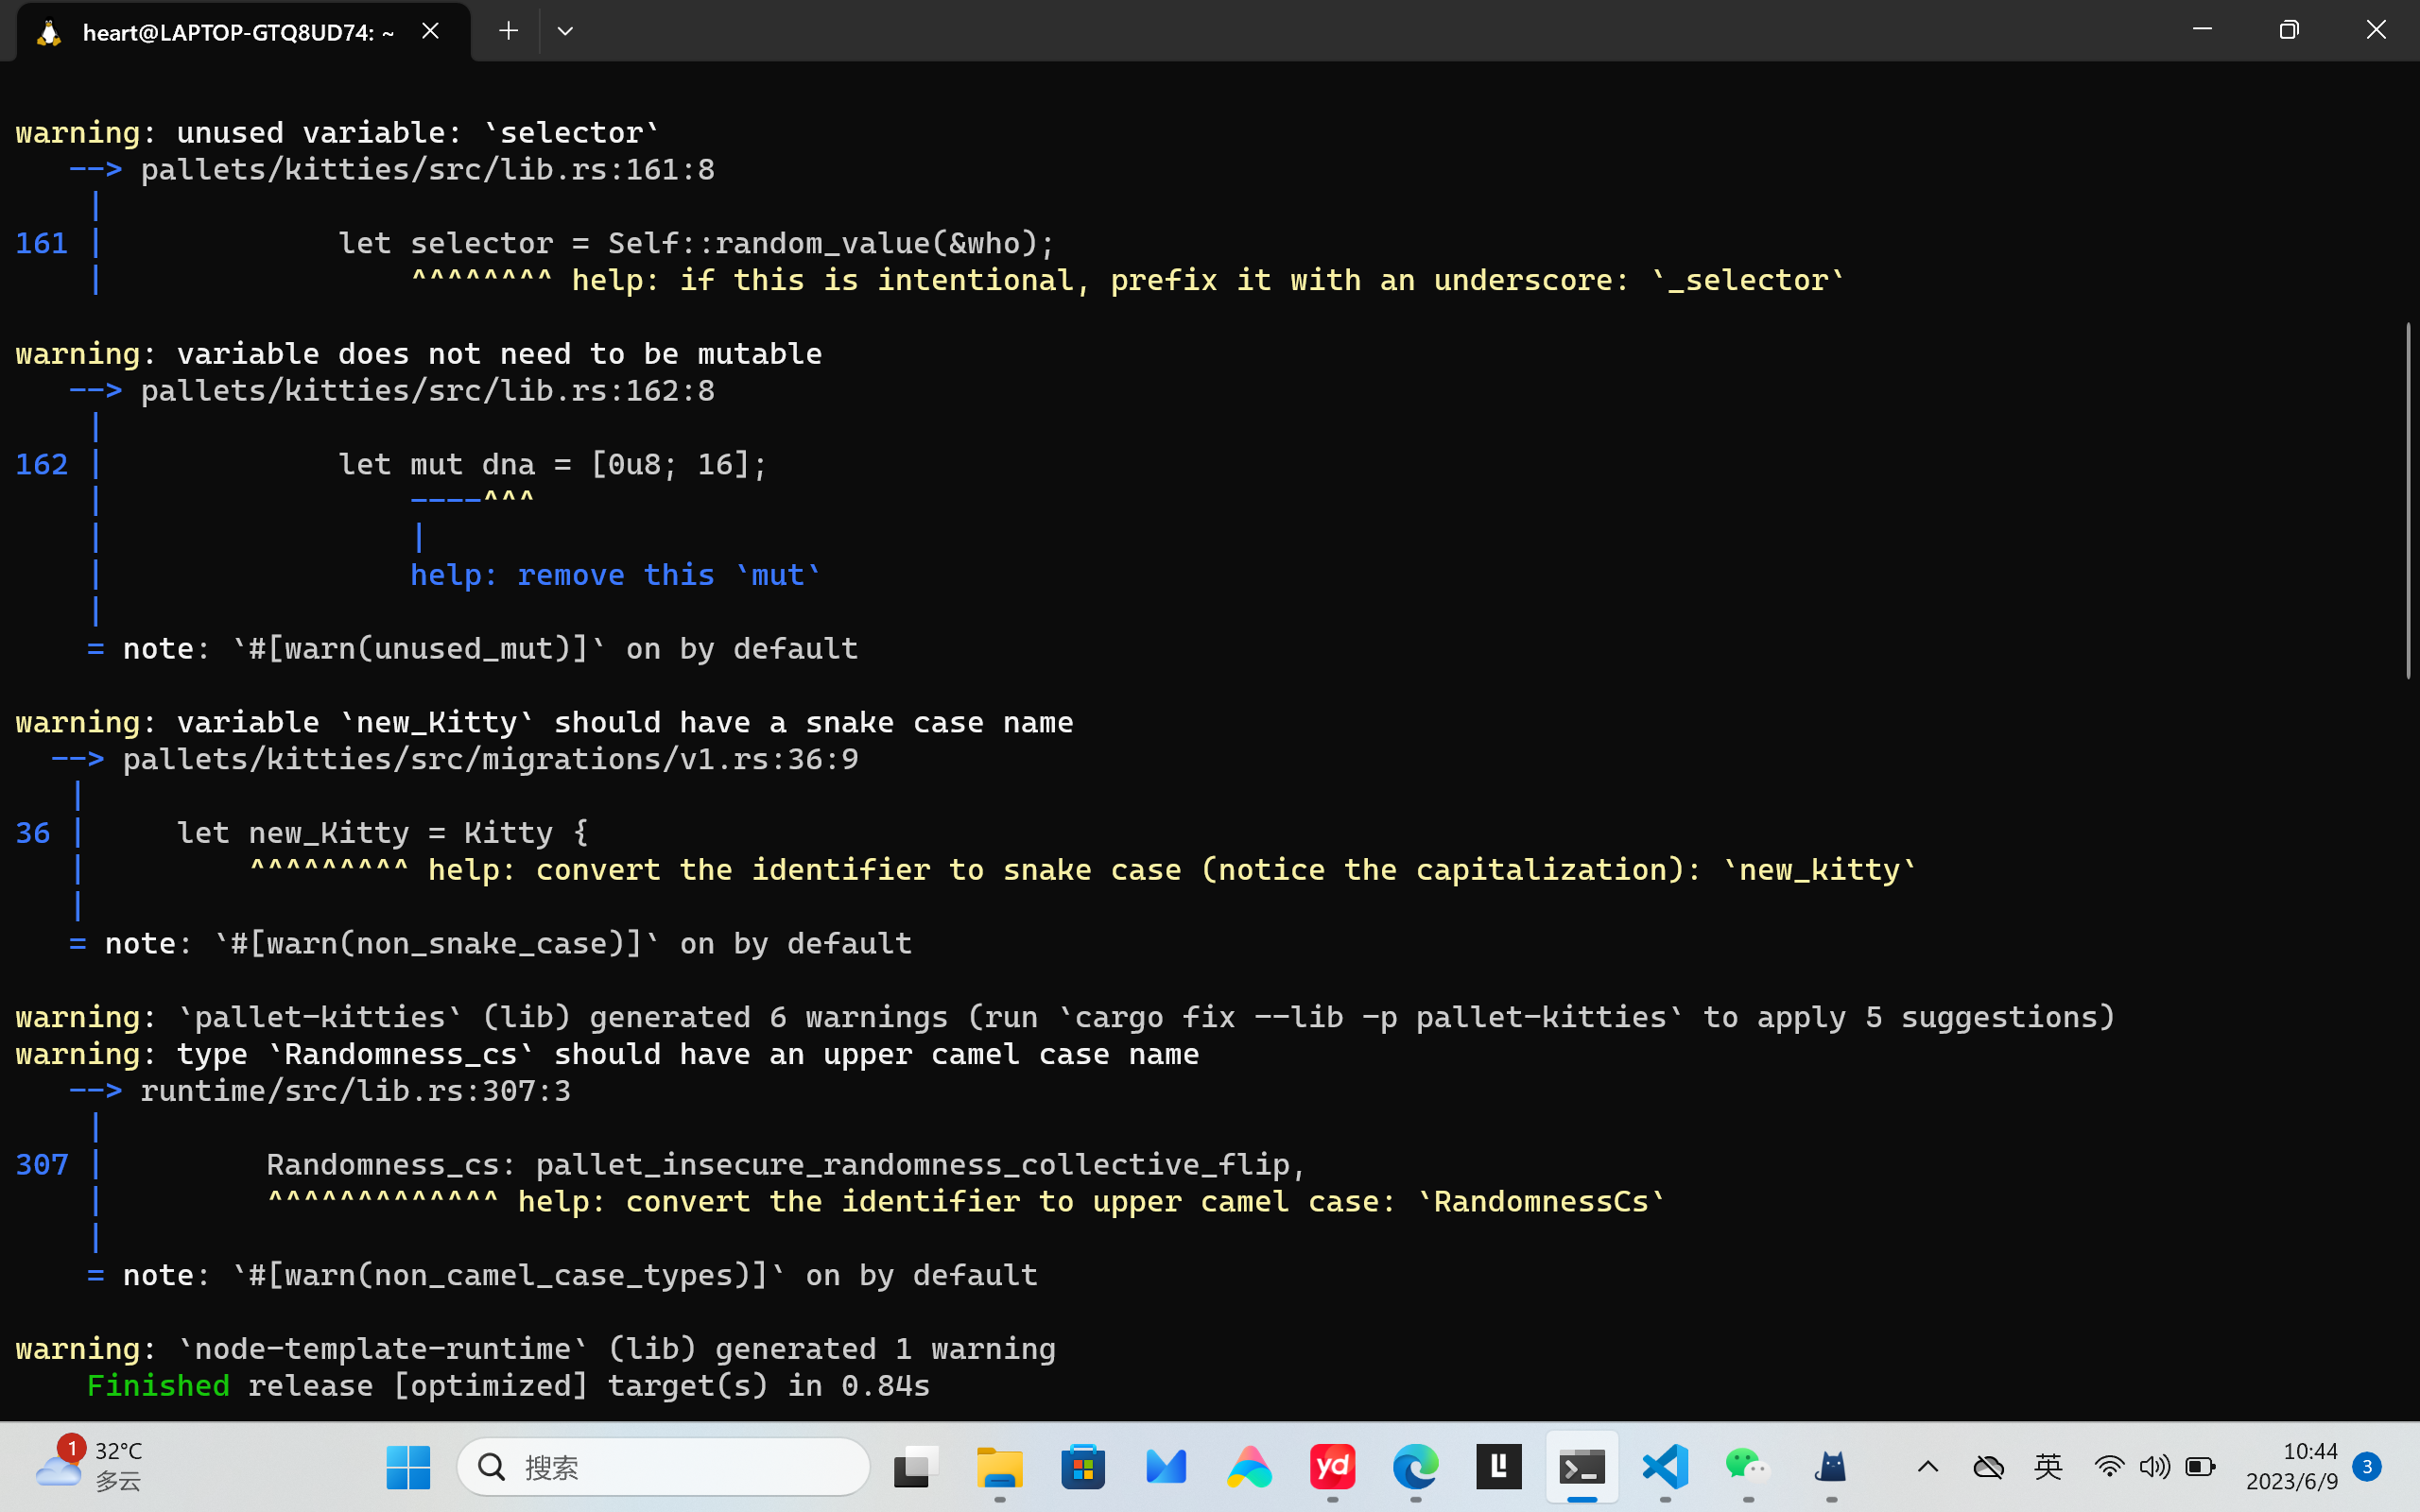 heart@LAPTOP-GTQ8UD74: ~
warning: unused variable: `selector`
   --> pallets/kitties/src/lib.rs:161:8
    |
161 |             let selector = Self::random_value(&who);
    |                 ^^^^^^^^ help: if this is intentional, prefix it with an underscore: `_selector`
warning: variable does not need to be mutable
   --> pallets/kitties/src/lib.rs:162:8
    |
162 |             let mut dna = [0u8; 16];
    |                 ----^^^
    |                 |
    |                 help: remove this `mut`
    |
    = note: `#[warn(unused_mut)]` on by default
warning: variable `new_Kitty` should have a snake case name
  --> pallets/kitties/src/migrations/v1.rs:36:9
   |
36 |     let new_Kitty = Kitty {
   |         ^^^^^^^^^ help: convert the identifier to snake case (notice the capitalization): `new_kitty`
   |
   = note: `#[warn(non_snake_case)]` on by default
warning: `pallet-kitties` (lib) generated 6 warnings (run `cargo fix --lib -p pallet-kitties` to apply 5 suggestions)
warning: type `Randomness_cs` should have an upper camel case name
   --> runtime/src/lib.rs:307:3
    |
307 |         Randomness_cs: pallet_insecure_randomness_collective_flip,
    |         ^^^^^^^^^^^^^ help: convert the identifier to upper camel case: `RandomnessCs`
    |
    = note: `#[warn(non_camel_case_types)]` on by default
warning: `node-template-runtime` (lib) generated 1 warning
    Finished release [optimized] target(s) in 0.84s
1
32°C
多云
搜索
yd
英
10:44
2023/6/9
3